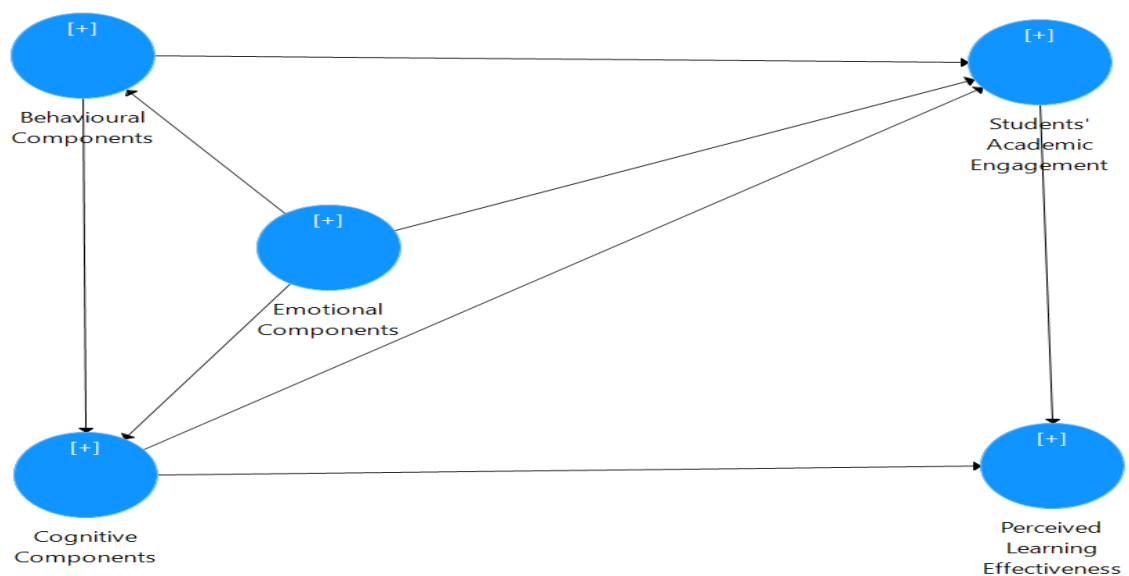 [+]
Behavioural
Components
[+]
Students'
Academic
Engagement
[+]
Emotional
Components
[+]
Cognitive
Components
[+]
Perceived
Learning
Effectiveness